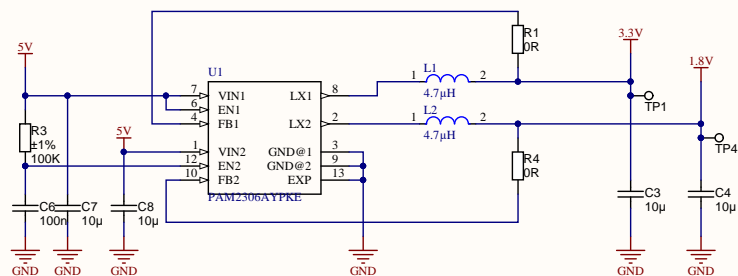 5V
R3
±1%
100K
C6
100n
GND
C7
10µ
GND
5V
C8
10µ
GND
U1
7
VIN1
6
EN1
4
FB1
1
VIN2
12
EN2
10
FB2
LX1
8
LX2
2
GND@1
3
GND@2
9
EXP
13
PAM2306AYPKE
GND
1
L1
2
4.7µH
1
L2
2
4.7µH
R1
0R
R4
0R
3.3V
TP1
C3
10µ
GND
1.8V
TP4
C4
10µ
GND